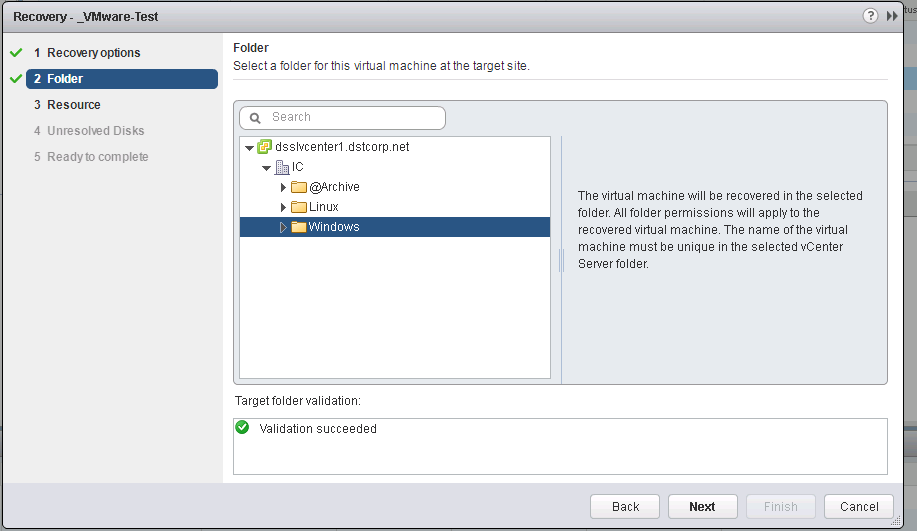 Recovery - _VMware-Test
?
tus
1 Recovery options
2 Folder
3 Resource
4 Unresolved Disks
5 Ready to complete
Folder
Select a folder for this virtual machine at the target site.
Search
dsslvcenter1.dstcorp.net
IC
@Archive
Linux
Windows
The virtual machine will be recovered in the selected
folder. All folder permissions will apply to the
recovered virtual machine. The name of the virtual
machine must be unique in the selected vCenter
Server folder.
Target folder validation:
Validation succeeded
Back
Next
Finish
Cancel